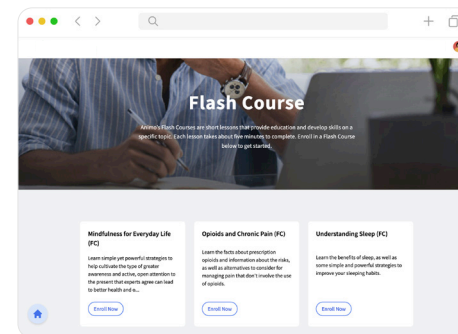 Flash Course
Animo's Flash Courses are short lessons that provide education and develop skills on a
specific topic. Each lesson takes about five minutes to complete. Enroll in a Flash Course
below to get started.
Mindfulness for Everyday Life
(FC)
Learn simple yet powerful strategies to
help cultivate the type of greater
awareness and active, open attention to
the present that experts agree can lead
to better health and o...
Enroll Now
Opioids and Chronic Pain (FC)
Learn the facts about prescription
opioids and information about the risks,
as well as alternatives to consider for
managing pain that don't involve the use
of opioids.
Enroll Now
Understanding Sleep (FC)
Learn the benefits of sleep, as well as
some simple and powerful strategies to
improve your sleeping habits.
Enroll Now